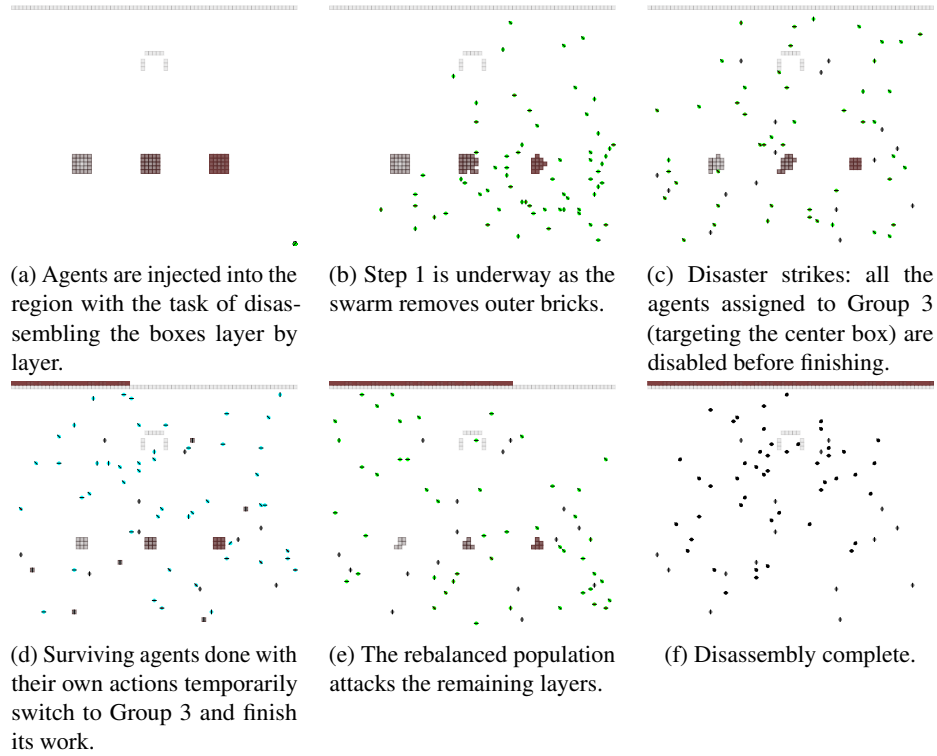 (a) Agents are injected into the
region with the task of disas-
sembling the boxes layer by
layer.
(b) Step 1 is underway as the
swarm removes outer bricks.
(c) Disaster strikes: all the
agents assigned to Group 3
(targeting the center box) are
disabled before finishing.
(d) Surviving agents done with
their own actions temporarily
switch to Group 3 and finish
its work.
(e) The rebalanced population
attacks the remaining layers.
(f) Disassembly complete.